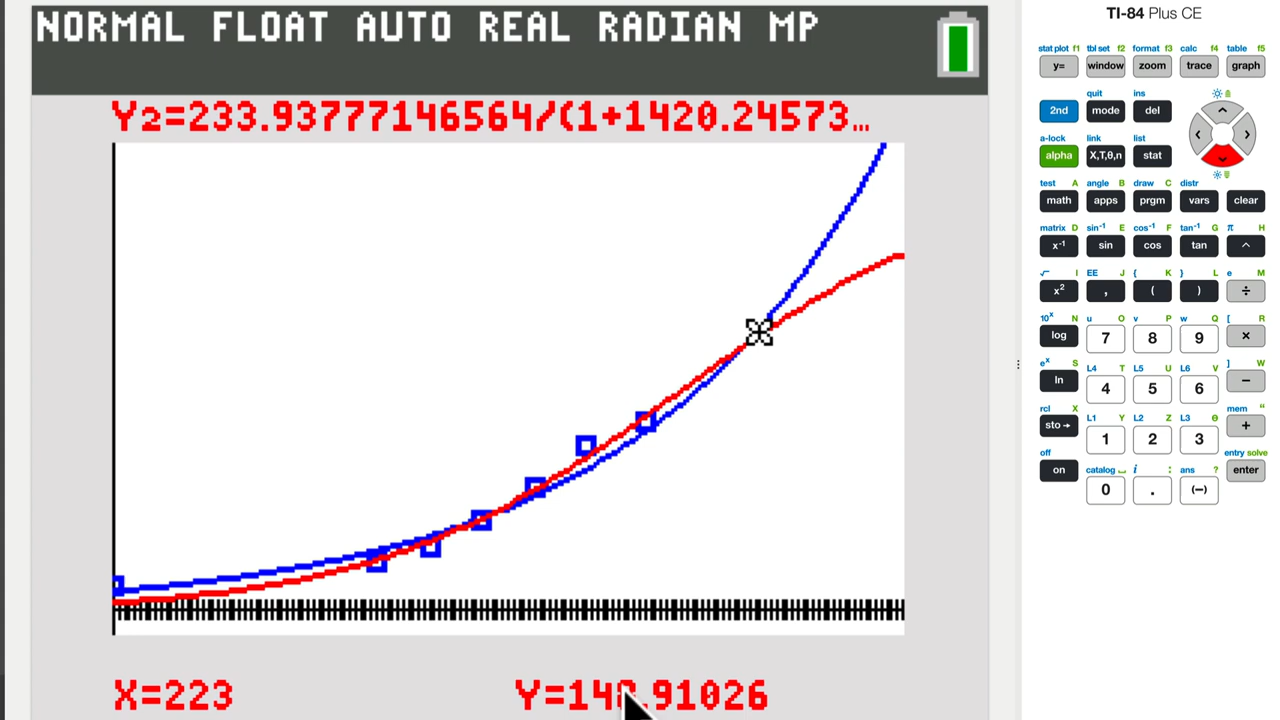 NORMAL FLOAT AUTO REAL RADIAN MP
Y2=233.93777146564/(1+1420.24573…
X=223
TI-84 Plus CE
stat plot f1 tbl set f2 format f3 calc f4 table f5
y= window zoom trace graph
quit ins
2nd mode del
a-lock link list
alpha X,T,θ,n stat
test A angle B draw C distr
math apps prgm vars clear
matrix D sin⁻¹ E cos⁻¹ F tan⁻¹ G π H
x⁻¹ sin cos tan ^
√ I EE J { K } L e M
x² , ( ) ÷
10ˣ N u O v P w Q [ R
log 7 8 9 ×
eˣ S L4 T L5 U L6 V ] W
ln 4 5 6 −
rcl X L1 Y L2 Z L3 θ mem “
sto→ 1 2 3 +
off catalog i : ans ? entry solve
on 0 . (−) enter